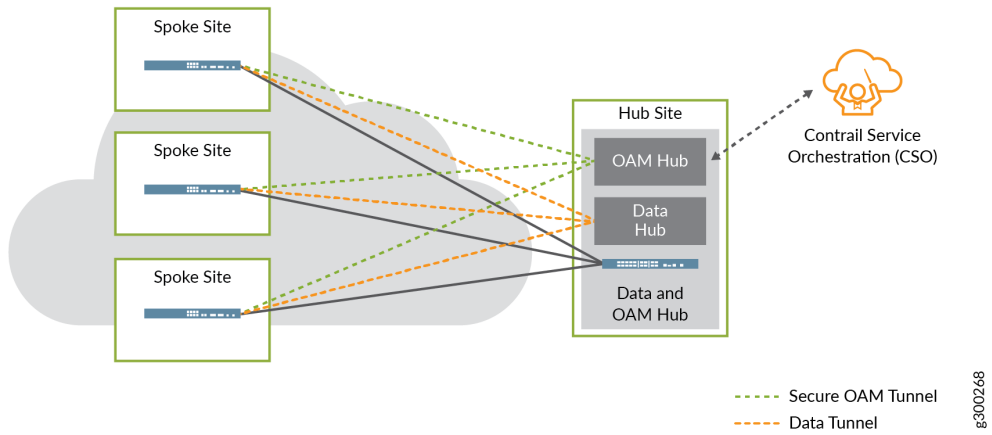 Spoke Site
Spoke Site
Spoke Site
Hub Site
OAM Hub
Data
Hub
Data and
OAM Hub
Contrail Service
Orchestration (CSO)
Secure OAM Tunnel
Data Tunnel
g300268